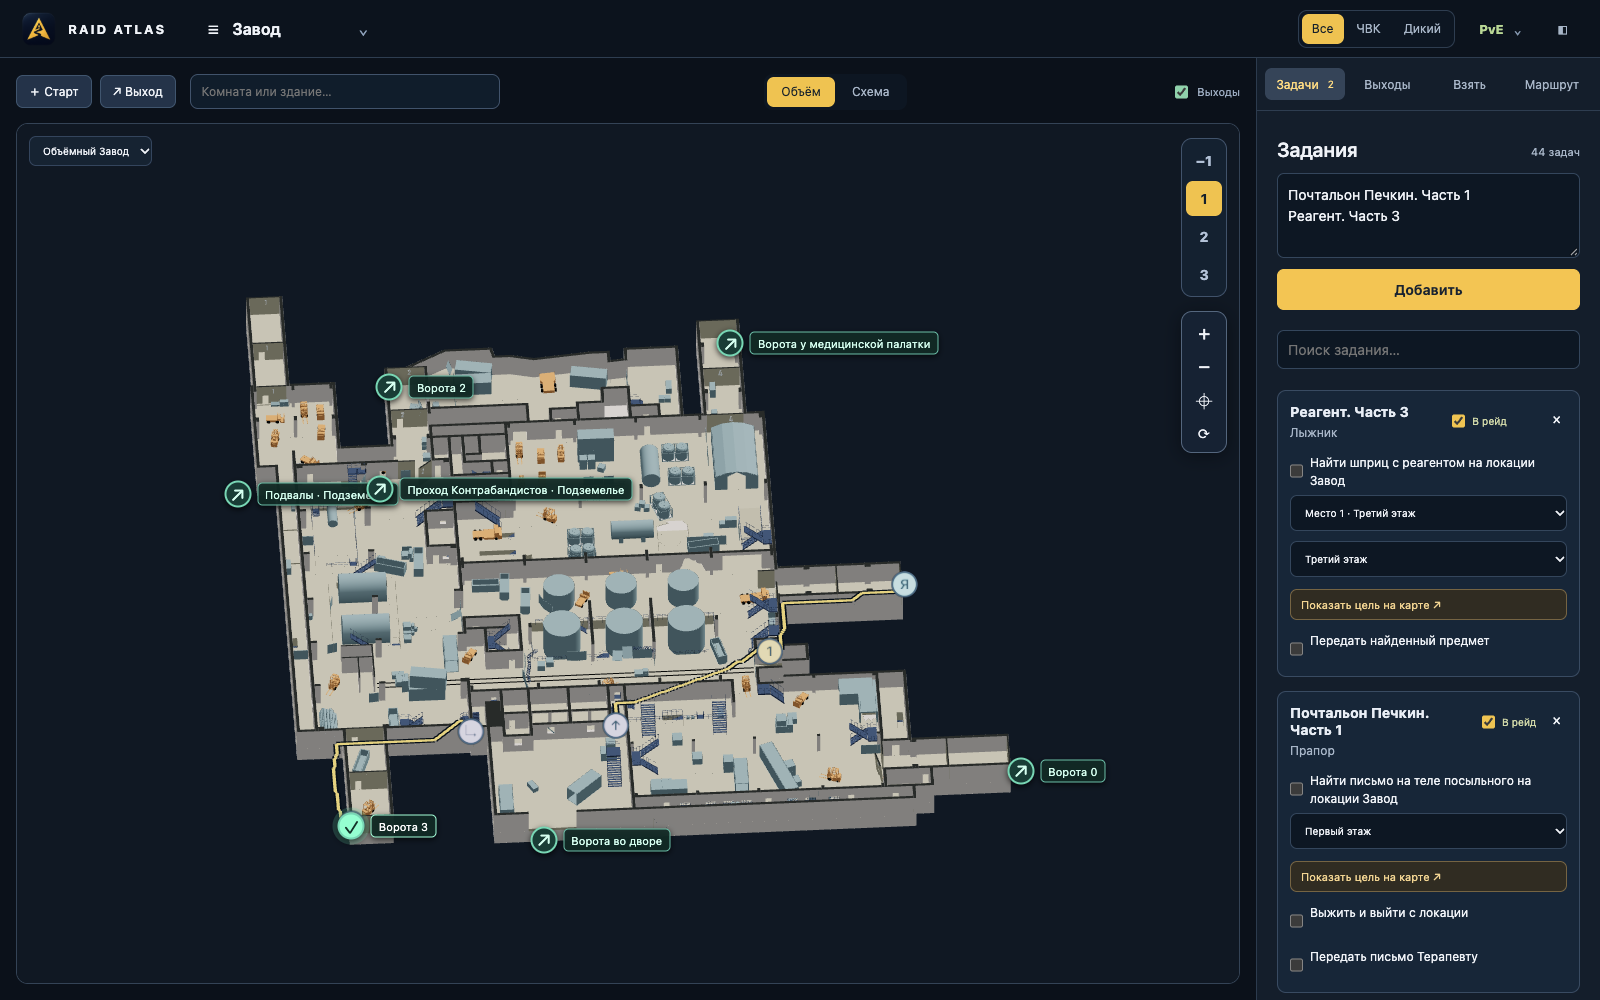 RAID ATLAS
Завод
Все
ЧВК
Дикий
PvE
+ Старт
↗ Выход
Комната или здание...
Объём
Схема
Выходы
Задачи 2
Выходы
Взять
Маршрут
Объёмный Завод
−1
1
2
3
+
−
Ворота у медицинской палатки
Ворота 2
Подвалы · Подзем
Проход Контрабандистов · Подземелье
Я
1
Ворота 0
Ворота 3
Ворота во дворе
Задания
44 задач
Почтальон Печкин. Часть 1
Реагент. Часть 3
Добавить
Поиск задания...
Реагент. Часть 3
В рейд
×
Лыжник
Найти шприц с реагентом на локации
Завод
Место 1 · Третий этаж
Третий этаж
Показать цель на карте ↗
Передать найденный предмет
Почтальон Печкин.
Часть 1
В рейд
×
Прапор
Найти письмо на теле посыльного на
локации Завод
Первый этаж
Показать цель на карте ↗
Выжить и выйти с локации
Передать письмо Терапевту